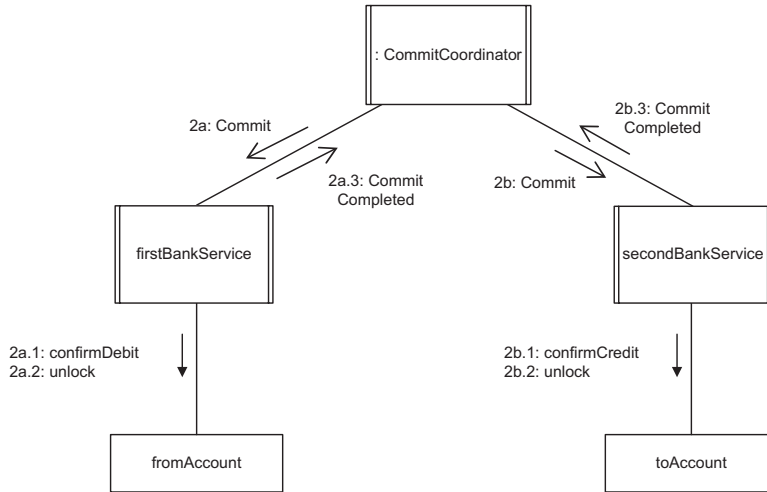 : CommitCoordinator
2a: Commit
2a.3: Commit
Completed
2b.3: Commit
Completed
2b: Commit
firstBankService
secondBankService
2a.1: confirmDebit
2a.2: unlock
2b.1: confirmCredit
2b.2: unlock
fromAccount
toAccount